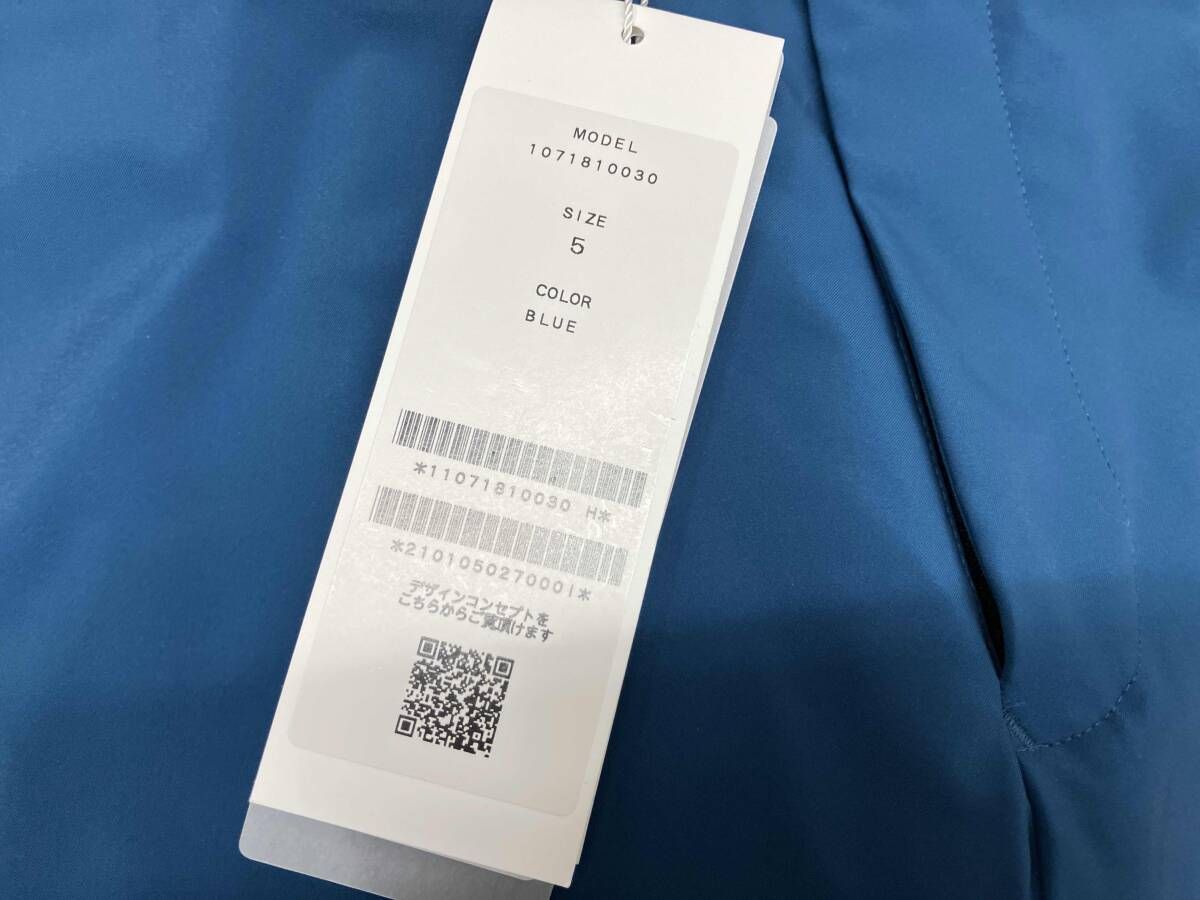 MODEL
1071810030
SIZE
5
COLOR
BLUE
*11071810030 H*
*2101050270001*
デザインコンセプトを
こちらからご覧頂けます